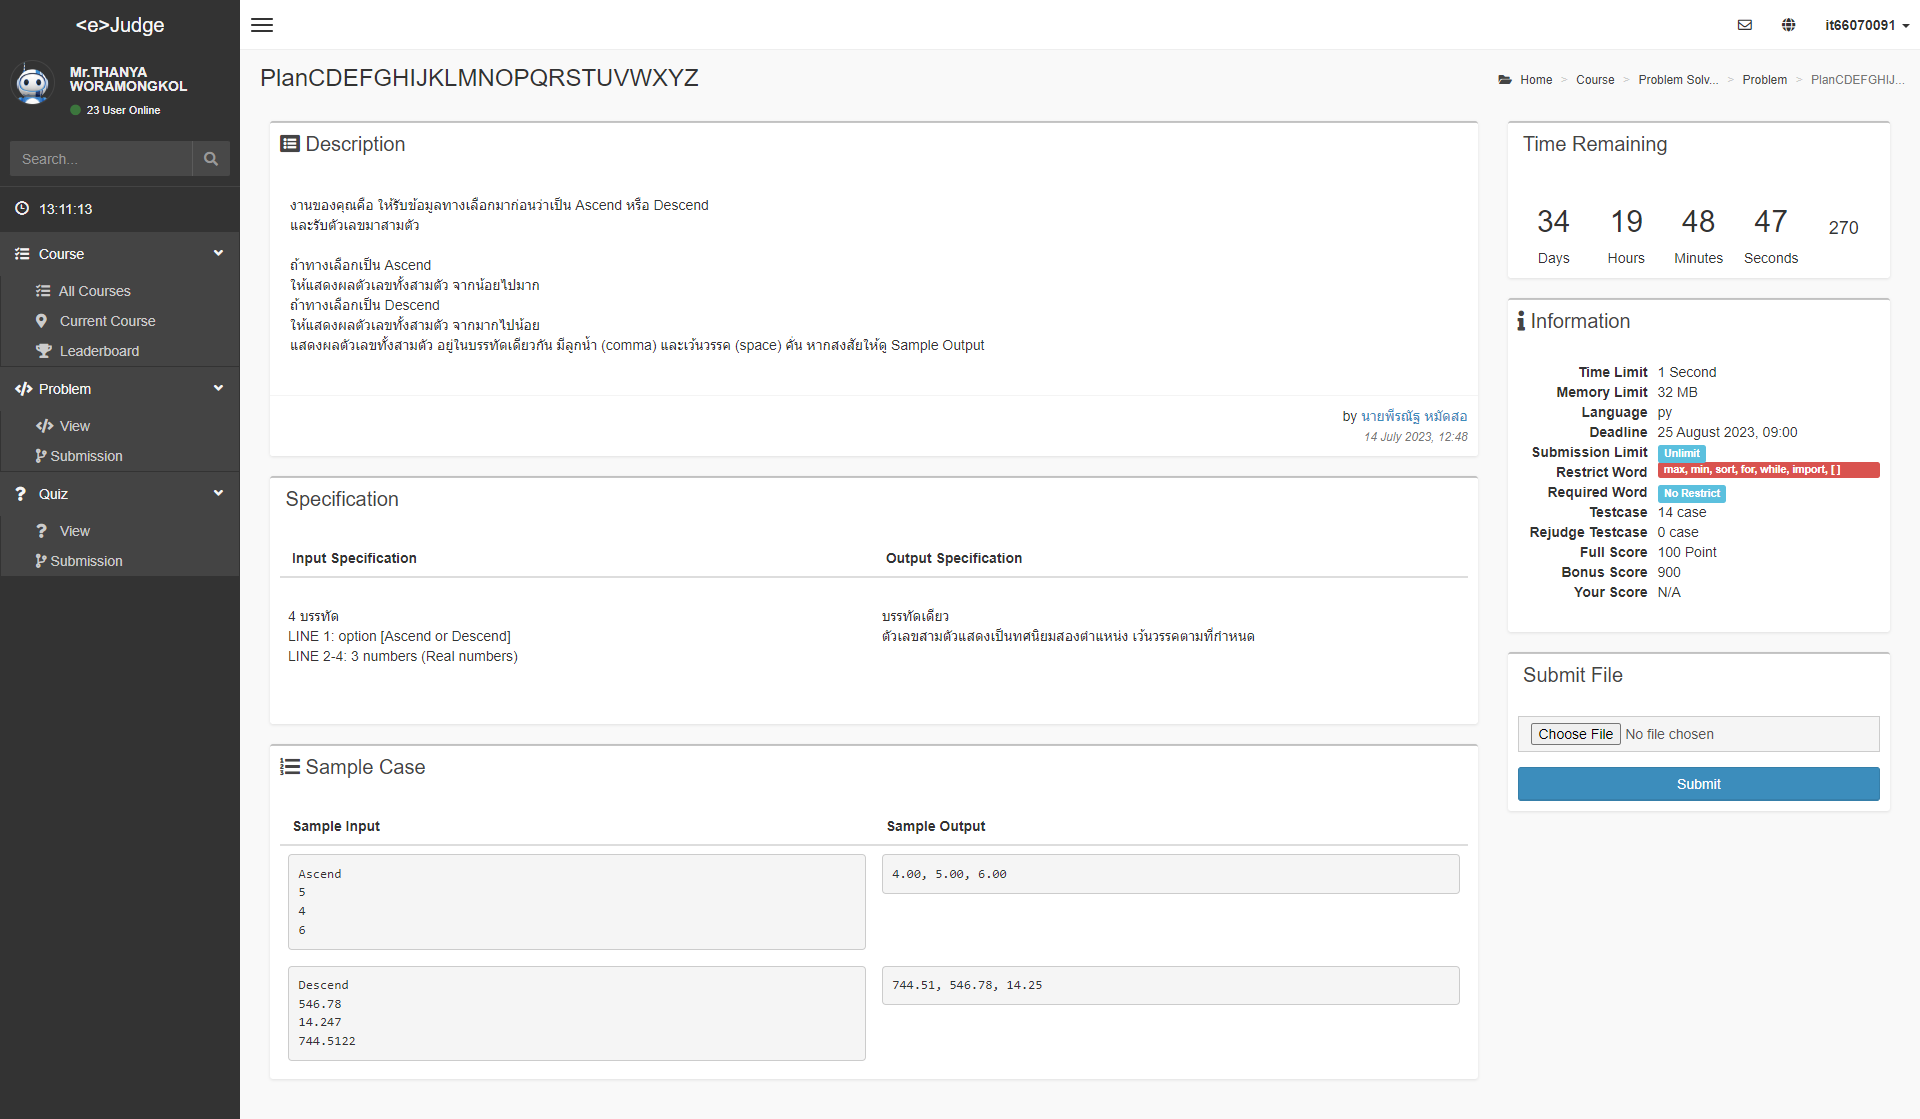 <e>Judge
Mr.THANYA
WORAMONGKOL
23 User Online
Search...
13:11:13
Course
All Courses
Current Course
Leaderboard
Problem
View
Submission
Quiz
View
Submission
it66070091
PlanCDEFGHIJKLMNOPQRSTUVWXYZ
Home > Course > Problem Solv... > Problem > PlanCDEFGHIJ...
Description
งานของคุณคือ ให้รับข้อมูลทางเลือกมาก่อนว่าเป็น Ascend หรือ Descend
และรับตัวเลขมาสามตัว
ถ้าทางเลือกเป็น Ascend
ให้แสดงผลตัวเลขทั้งสามตัว จากน้อยไปมาก
ถ้าทางเลือกเป็น Descend
ให้แสดงผลตัวเลขทั้งสามตัว จากมากไปน้อย
แสดงผลตัวเลขทั้งสามตัว อยู่ในบรรทัดเดียวกัน มีลูกน้ำ (comma) และเว้นวรรค (space) คั่น หากสงสัยให้ดู Sample Output
by นายพีรณัฐ หมัดสอ
14 July 2023, 12:48
Specification
Input Specification
Output Specification
4 บรรทัด
LINE 1: option [Ascend or Descend]
LINE 2-4: 3 numbers (Real numbers)
บรรทัดเดียว
ตัวเลขสามตัวแสดงเป็นทศนิยมสองตำแหน่ง เว้นวรรคตามที่กำหนด
Sample Case
Sample Input
Sample Output
Ascend
5
4
6
4.00, 5.00, 6.00
Descend
546.78
14.247
744.5122
744.51, 546.78, 14.25
Time Remaining
34 19 48 47 270
Days Hours Minutes Seconds
Information
Time Limit 1 Second
Memory Limit 32 MB
Language py
Deadline 25 August 2023, 09:00
Submission Limit Unlimit
Restrict Word max, min, sort, for, while, import, [ ]
Required Word No Restrict
Testcase 14 case
Rejudge Testcase 0 case
Full Score 100 Point
Bonus Score 900
Your Score N/A
Submit File
Choose File No file chosen
Submit